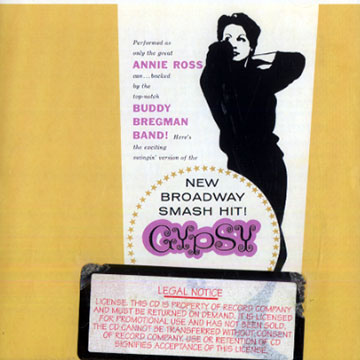 Performed as
only the great
ANNIE ROSS
can...backed
by the
top-notch
BUDDY
BREGMAN
BAND! Here's
the exciting
swingin' version of the
NEW
BROADWAY
SMASH HIT!
GYPSY
LEGAL NOTICE
LICENSE. THIS CD IS PROPERTY OF RECORD COMPANY
AND MUST BE RETURNED ON DEMAND. IT IS LICENSED
FOR PROMOTIONAL USE AND HAS NOT BEEN SOLD.
THE CD CANNOT BE TRANSFERRED WITHOUT CONSENT
OF RECORD COMPANY. USE OR RETENTION OF CD
SIGNIFIES ACCEPTANCE OF THIS LICENSE.